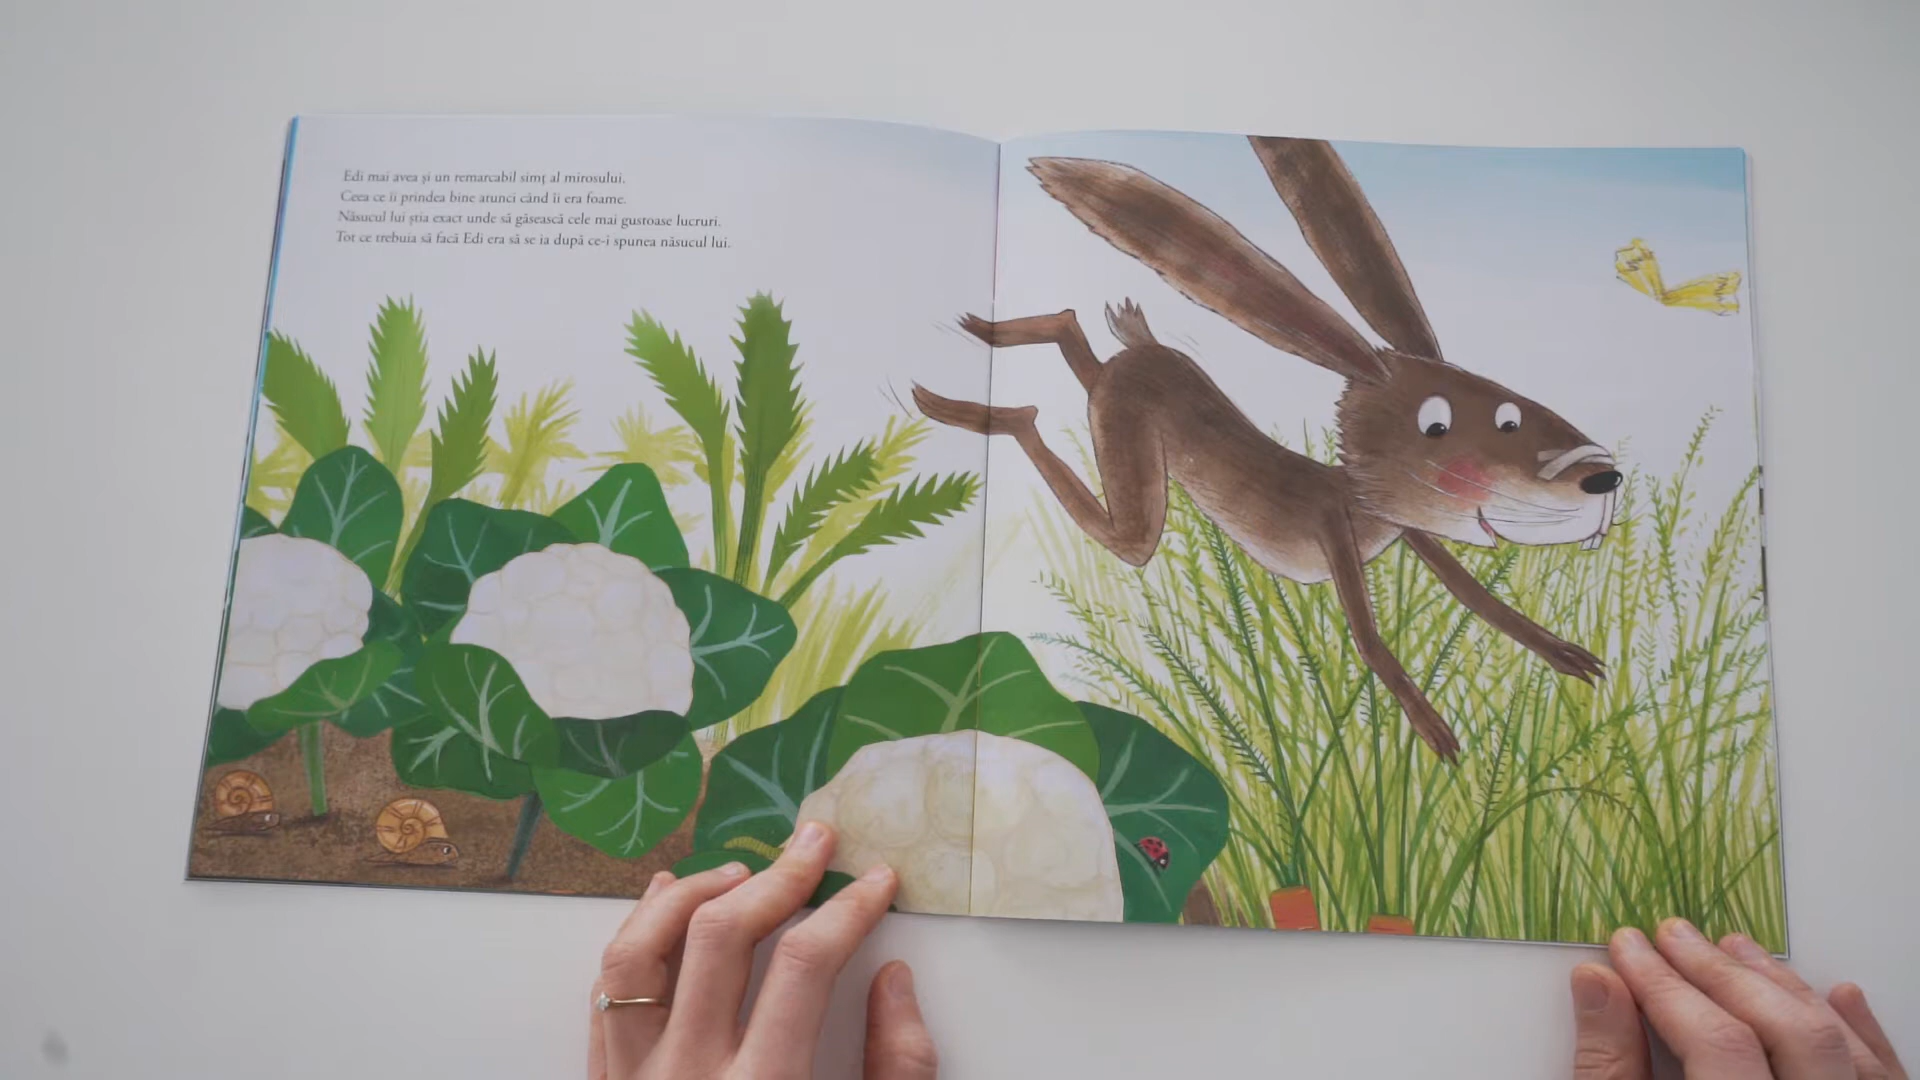 Edi mai avea și un remarcabil simț al mirosului.
Ceea ce îi prindea bine atunci când îi era foame.
Năsucul lui știa exact unde să găsească cele mai gustoase lucruri.
Tot ce trebuia să facă Edi era să se ia după ce-i spunea năsucul lui.